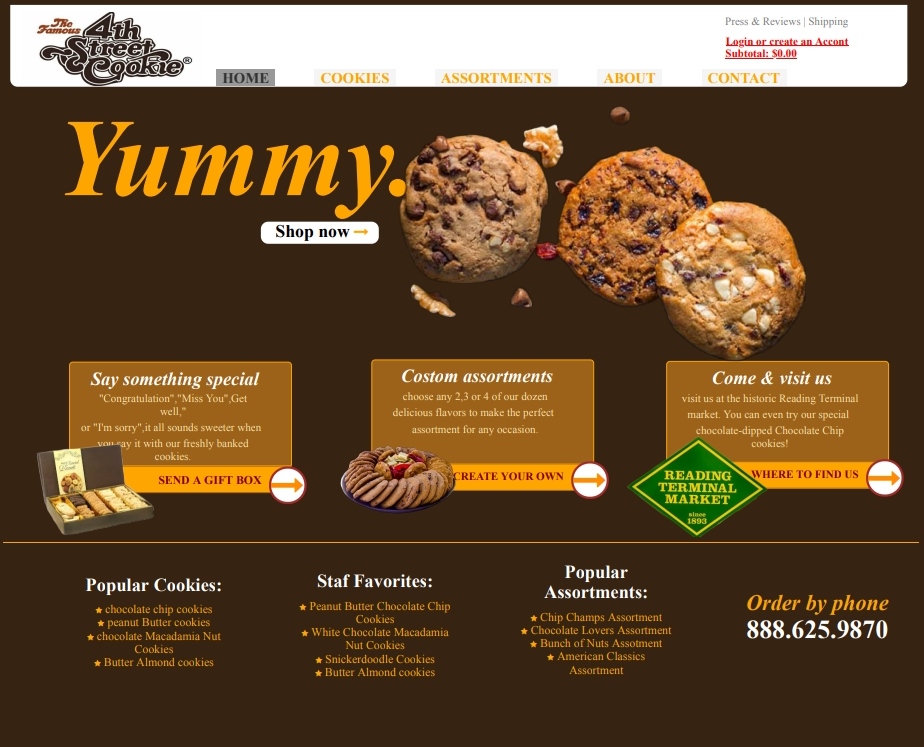 The Famous 4th Street Cookie®
Press & Reviews | Shipping
Login or create an Accont
Subtotal: $0.00
HOME
COOKIES
ASSORTMENTS
ABOUT
CONTACT
Yummy.
Shop now
Say something special
"Congratulation","Miss You",Get
well,"
or "I'm sorry",it all sounds sweeter when
you say it with our freshly banked
cookies.
SEND A GIFT BOX
Costom assortments
choose any 2,3 or 4 of our dozen
delicious flavors to make the perfect
assortment for any occasion.
CREATE YOUR OWN
Come & visit us
visit us at the historic Reading Terminal
market. You can even try our special
chocolate-dipped Chocolate Chip
cookies!
READING
TERMINAL
MARKET
since
1893
WHERE TO FIND US
Popular Cookies:
chocolate chip cookies
peanut Butter cookies
chocolate Macadamia Nut
Cookies
Butter Almond cookies
Staf Favorites:
Peanut Butter Chocolate Chip
Cookies
White Chocolate Macadamia
Nut Cookies
Snickerdoodle Cookies
Butter Almond cookies
Popular
Assortments:
Chip Champs Assortment
Chocolate Lovers Assortment
Bunch of Nuts Assotment
American Classics
Assortment
Order by phone
888.625.9870